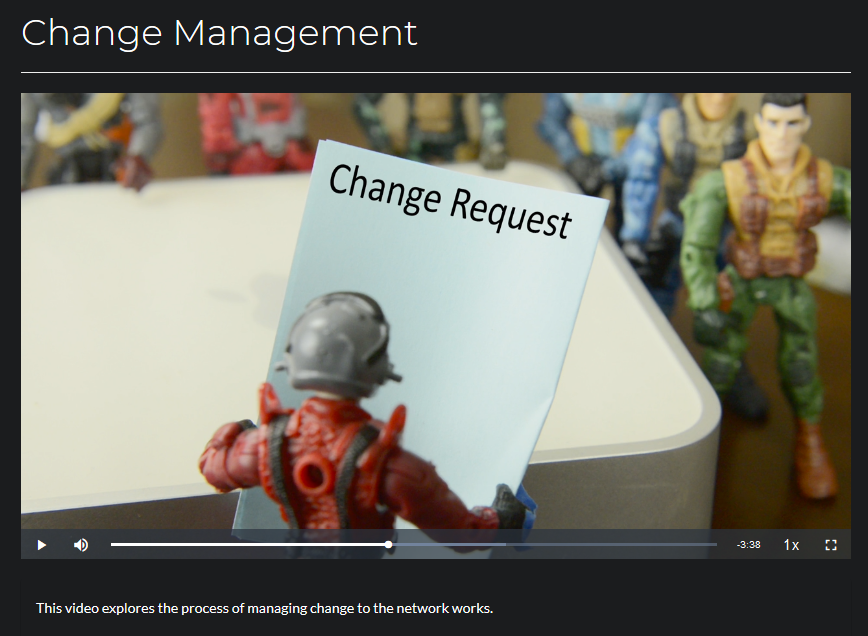 Change Management
Change Request
-3:38
1x
This video explores the process of managing change to the network works.